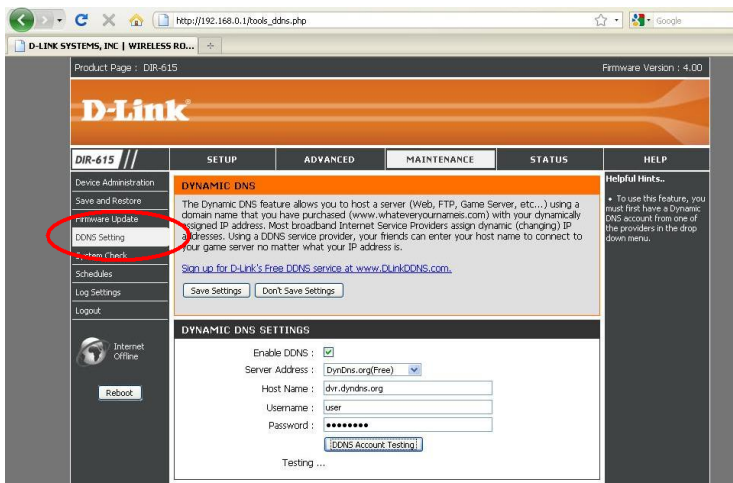 http://192.168.0.1/tools_ddns.php
Google
D-LINK SYSTEMS, INC | WIRELESS RO...
Product Page : DIR-615
Firmware Version : 4.00
D-Link
DIR-615
SETUP
ADVANCED
MAINTENANCE
STATUS
HELP
Device Administration
Save and Restore
Firmware Update
DDNS Setting
System Check
Schedules
Log Settings
Logout
Internet
Offline
Reboot
DYNAMIC DNS
The Dynamic DNS feature allows you to host a server (Web, FTP, Game Server, etc...) using a
domain name that you have purchased (www.whateveryournameis.com) with your dynamically
assigned IP address. Most broadband Internet Service Providers assign dynamic (changing) IP
addresses. Using a DDNS service provider, your friends can enter your host name to connect to
your game server no matter what your IP address is.
Sign up for D-Link's Free DDNS service at www.DLinkDDNS.com.
Save Settings
Don't Save Settings
DYNAMIC DNS SETTINGS
Enable DDNS :
Server Address : DynDns.org(Free)
Host Name : dvr.dyndns.org
Username : user
Password : ●●●●●●●●
DDNS Account Testing
Testing ...
Helpful Hints..
• To use this feature, you
must first have a Dynamic
DNS account from one of
the providers in the drop
down menu.